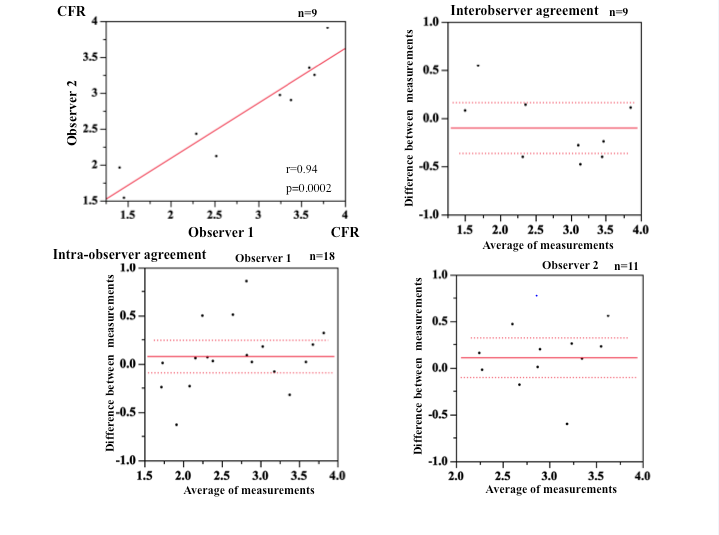 CFR
n=9
4
3.5
3
2.5
2
1.5
Observer 2
r=0.94
p=0.0002
1.5 2 2.5 3 3.5 4
Observer 1
CFR
Interobserver agreement n=9
1.0
0.5
0.0
-0.5
-1.0
Difference between measurements
1.5 2.0 2.5 3.0 3.5 4.0
Average of measurements
Intra-observer agreement
Observer 1 n=18
1.0
0.5
0.0
-0.5
-1.0
Difference between measurements
1.5 2.0 2.5 3.0 3.5 4.0
Average of measurements
Observer 2 n=11
1.0
0.5
0.0
-0.5
-1.0
Difference between measurements
2.0 2.5 3.0 3.5 4.0
Average of measurements